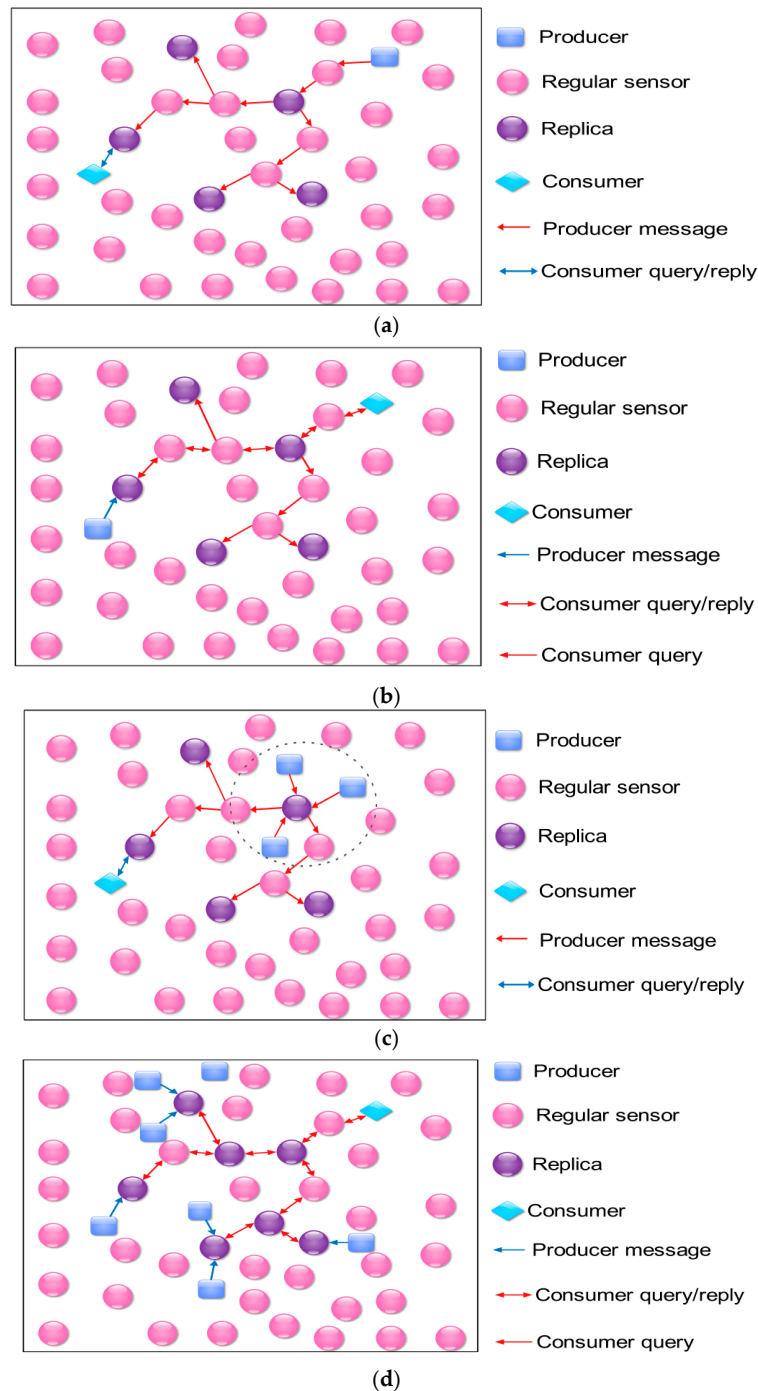 Producer
Regular sensor
Replica
Consumer
Producer message
Consumer query/reply
(a)
Producer
Regular sensor
Replica
Consumer
Producer message
Consumer query/reply
Consumer query
(b)
Producer
Regular sensor
Replica
Consumer
Producer message
Consumer query/reply
(c)
Producer
Regular sensor
Replica
Consumer
Producer message
Consumer query/reply
Consumer query
(d)